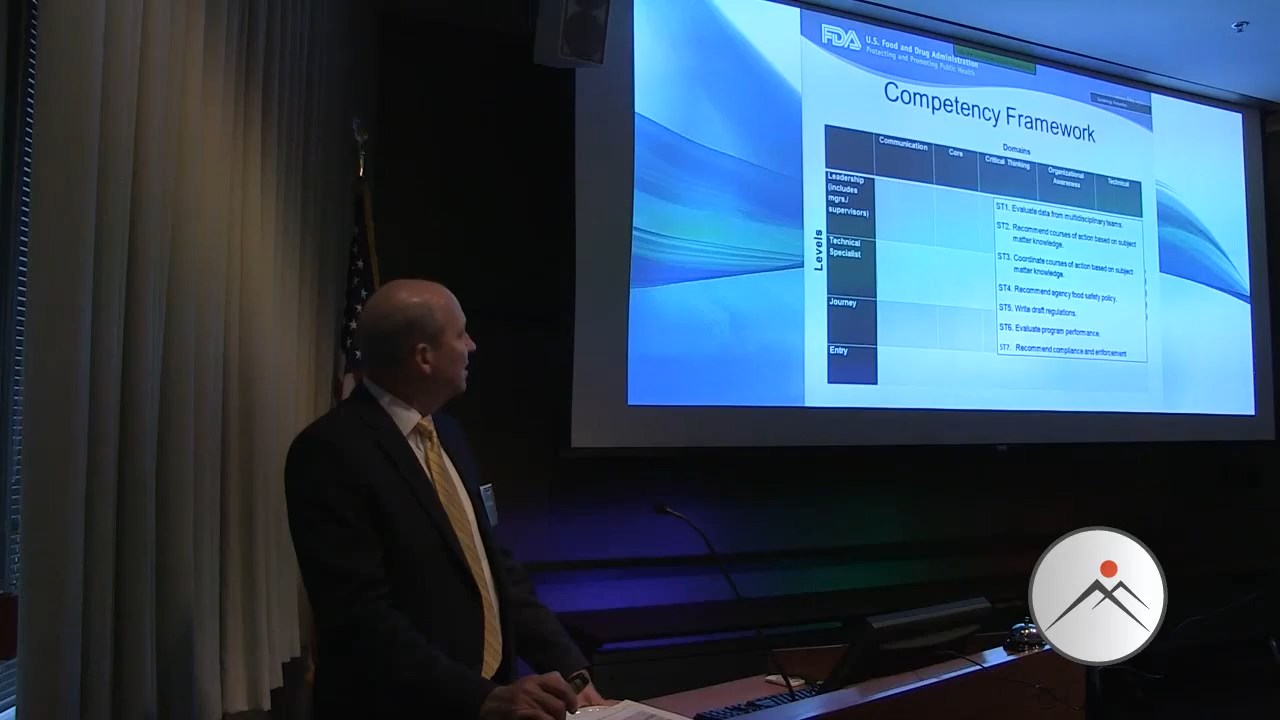 FDA U.S. Food and Drug Administration
Protecting and Promoting Public Health
Competency Framework
Domains
Communication
Core
Critical Thinking
Organizational
Awareness
Technical
Levels
Leadership
(includes
mgrs./
supervisors)
Technical
Specialist
Journey
Entry
ST1. Evaluate data from multidisciplinary teams.
ST2. Recommend courses of action based on subject
matter knowledge.
ST3. Coordinate courses of action based on subject
matter knowledge.
ST4. Recommend agency food safety policy.
ST5. Write draft regulations.
ST6. Evaluate program performance.
ST7. Recommend compliance and enforcement